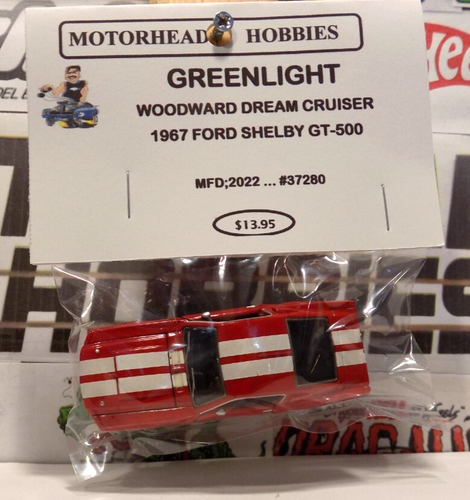 MOTORHEAD HOBBIES
GREENLIGHT
WOODWARD DREAM CRUISER
1967 FORD SHELBY GT-500
MFD;2022 ... #37280
$13.95